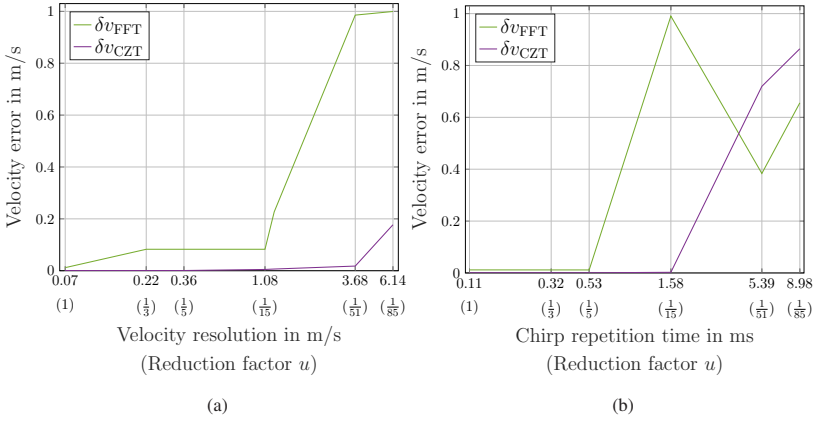 Velocity error in m/s
1
0.8
0.6
0.4
0.2
0
δv_FFT
δv_CZT
0.07 0.22 0.36 1.08 3.68 6.14
(1) (1/3) (1/5) (1/15) (1/51) (1/85)
Velocity resolution in m/s
(Reduction factor u)
(a)
Velocity error in m/s
1
0.8
0.6
0.4
0.2
0
δv_FFT
δv_CZT
0.11 0.32 0.53 1.58 5.39 8.98
(1) (1/3) (1/5) (1/15) (1/51) (1/85)
Chirp repetition time in ms
(Reduction factor u)
(b)